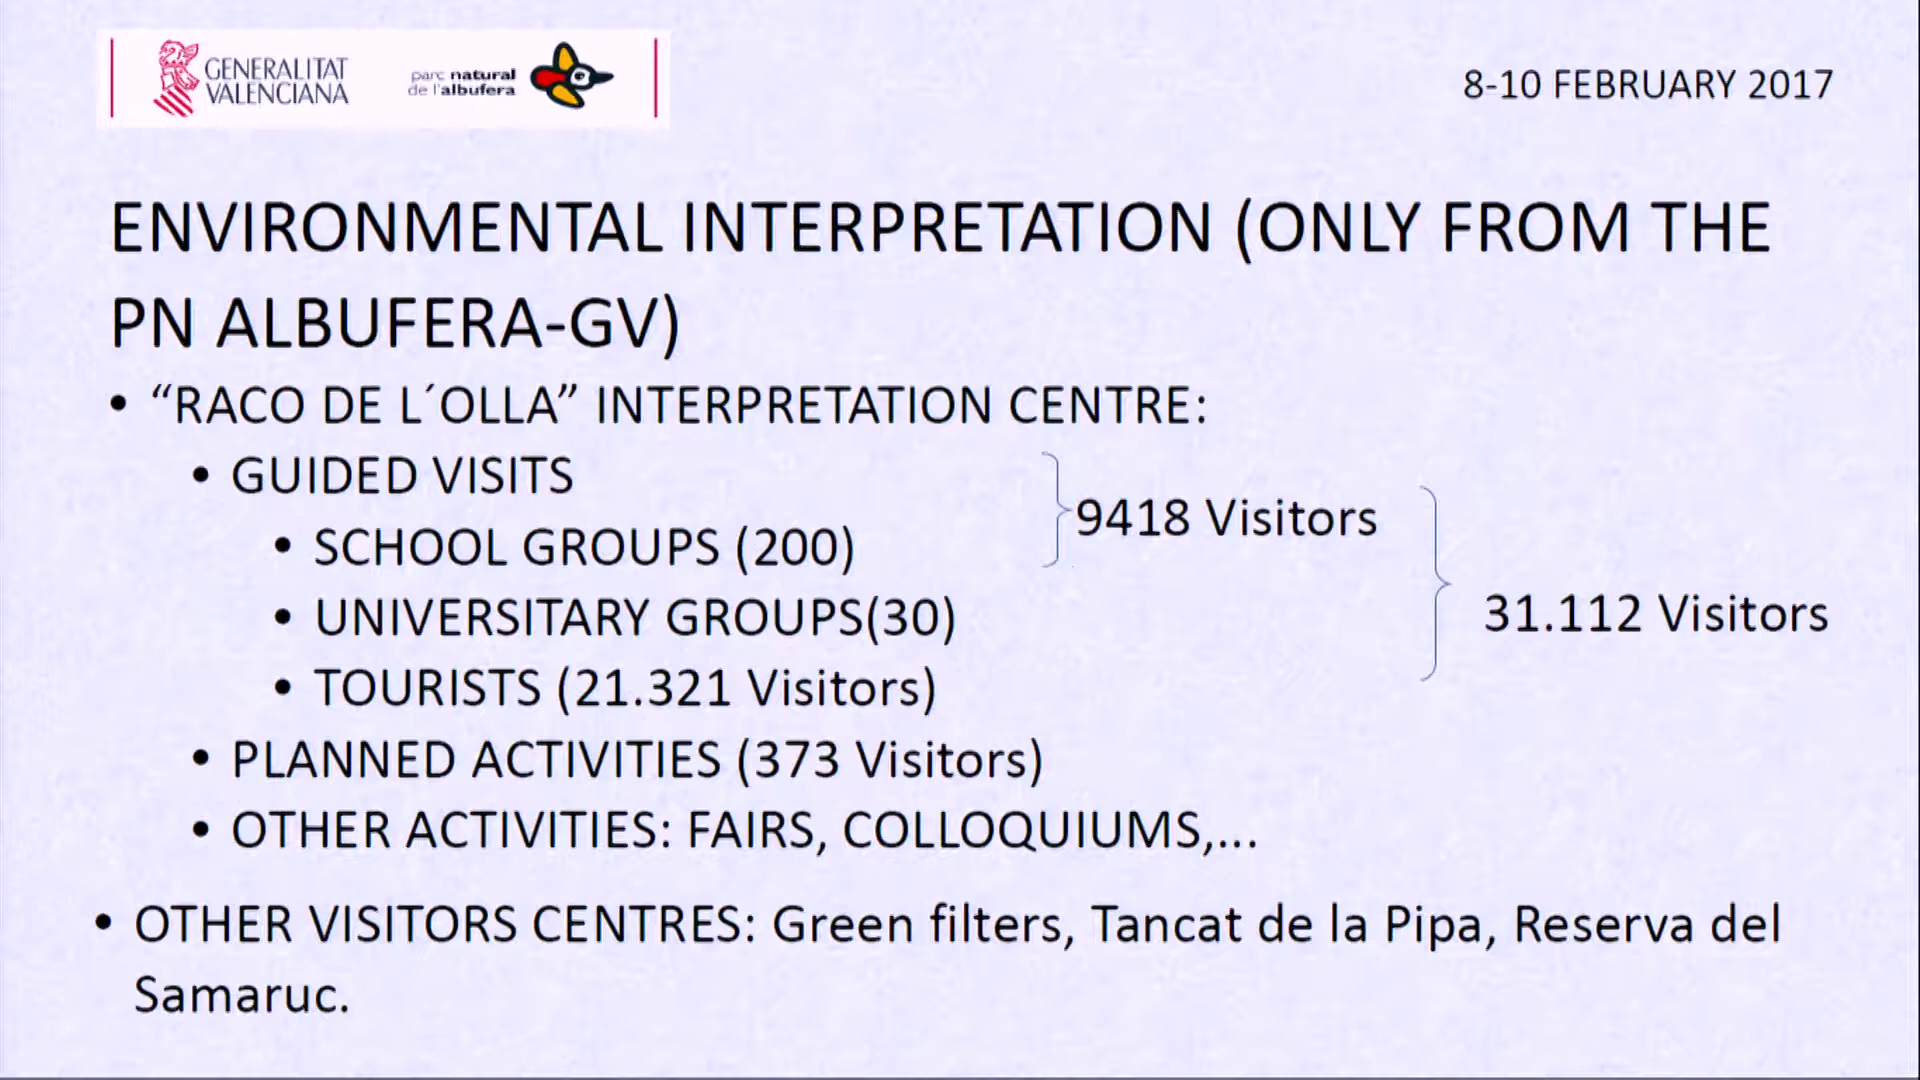 GENERALITAT
VALENCIANA
parc natural
de l'albufera
8-10 FEBRUARY 2017
ENVIRONMENTAL INTERPRETATION (ONLY FROM THE
PN ALBUFERA-GV)
• “RACO DE L´OLLA” INTERPRETATION CENTRE:
• GUIDED VISITS
9418 Visitors
• SCHOOL GROUPS (200)
• UNIVERSITARY GROUPS(30)
31.112 Visitors
• TOURISTS (21.321 Visitors)
• PLANNED ACTIVITIES (373 Visitors)
• OTHER ACTIVITIES: FAIRS, COLLOQUIUMS,...
• OTHER VISITORS CENTRES: Green filters, Tancat de la Pipa, Reserva del
Samaruc.